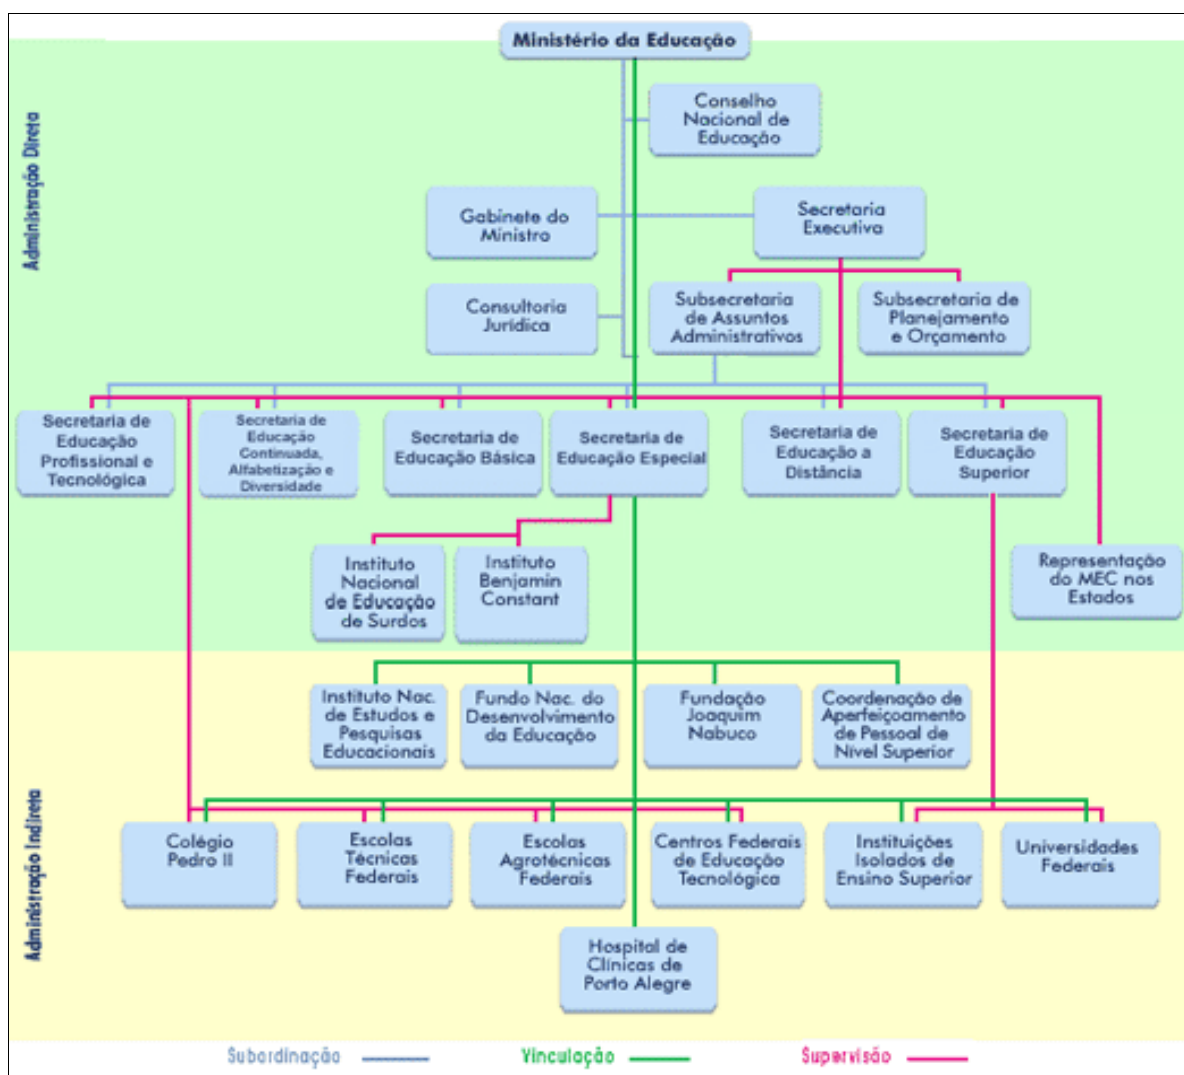 Ministério da Educação
Administração Direta
Conselho
Nacional de
Educação
Gabinete do
Ministro
Secretaria
Executiva
Consultoria
Jurídica
Subsecretaria
de Assuntos
Administrativos
Subsecretaria de
Planejamento
e Orçamento
Secretaria de
Educação
Profissional e
Tecnológica
Secretaria de
Educação
Continuada,
Alfabetização e
Diversidade
Secretaria de
Educação Básica
Secretaria de
Educação Especial
Secretaria de
Educação a
Distância
Secretaria de
Educação
Superior
Instituto
Nacional
de Educação
de Surdos
Instituto
Benjamin
Constant
Representação
do MEC nos
Estados
Administração Indireta
Instituto Nac.
de Estudos e
Pesquisas
Educacionais
Fundo Nac. do
Desenvolvimento
da Educação
Fundação
Joaquim
Nabuco
Coordenação de
Aperfeiçoamento
de Pessoal de
Nível Superior
Colégio
Pedro II
Escolas
Técnicas
Federais
Escolas
Agrotécnicas
Federais
Centros Federais
de Educação
Tecnológica
Instituições
Isolados de
Ensino Superior
Universidades
Federais
Hospital de
Clínicas de
Porto Alegre
Subordinação
Vinculação
Supervisão